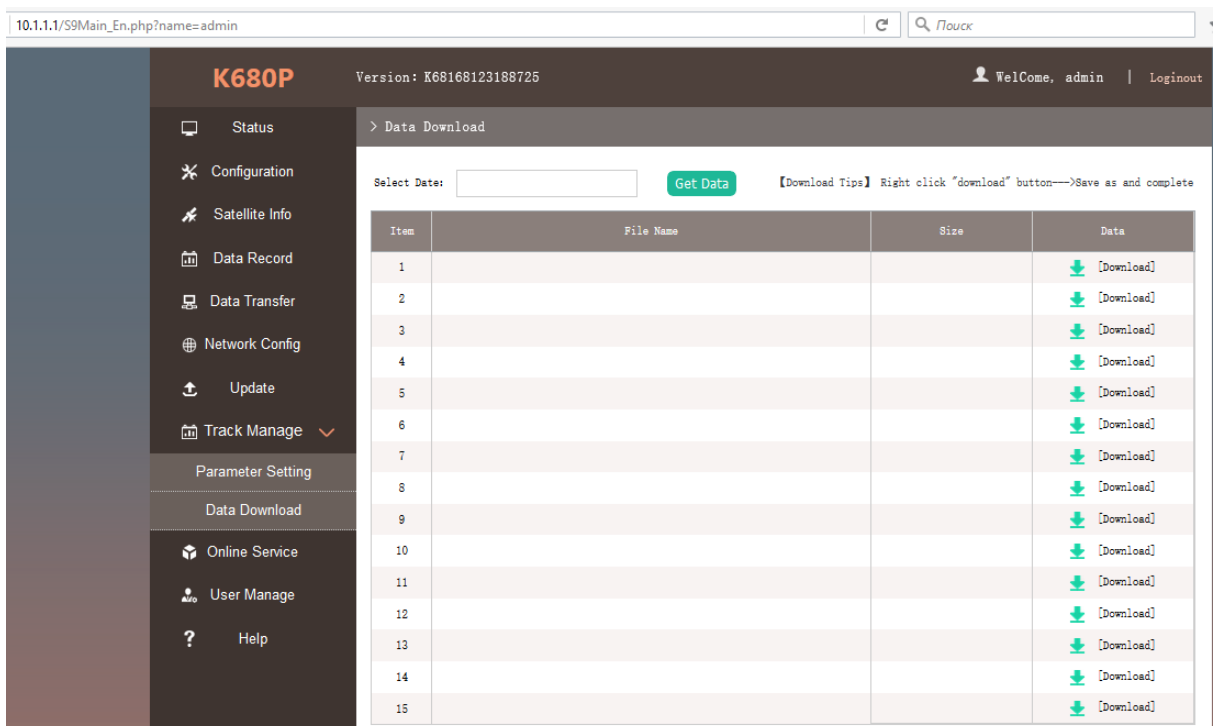 10.1.1.1/S9Main_En.php?name=admin
Поиск
K680P
Version: K68168123188725
WelCome, admin | Loginout
Status
Configuration
Satellite Info
Data Record
Data Transfer
Network Config
Update
Track Manage
Parameter Setting
Data Download
Online Service
User Manage
? Help
> Data Download
Select Date:
Get Data
【Download Tips】 Right click "download" button--->Save as and complete
Item File Name Size Data
1 [Download]
2 [Download]
3 [Download]
4 [Download]
5 [Download]
6 [Download]
7 [Download]
8 [Download]
9 [Download]
10 [Download]
11 [Download]
12 [Download]
13 [Download]
14 [Download]
15 [Download]